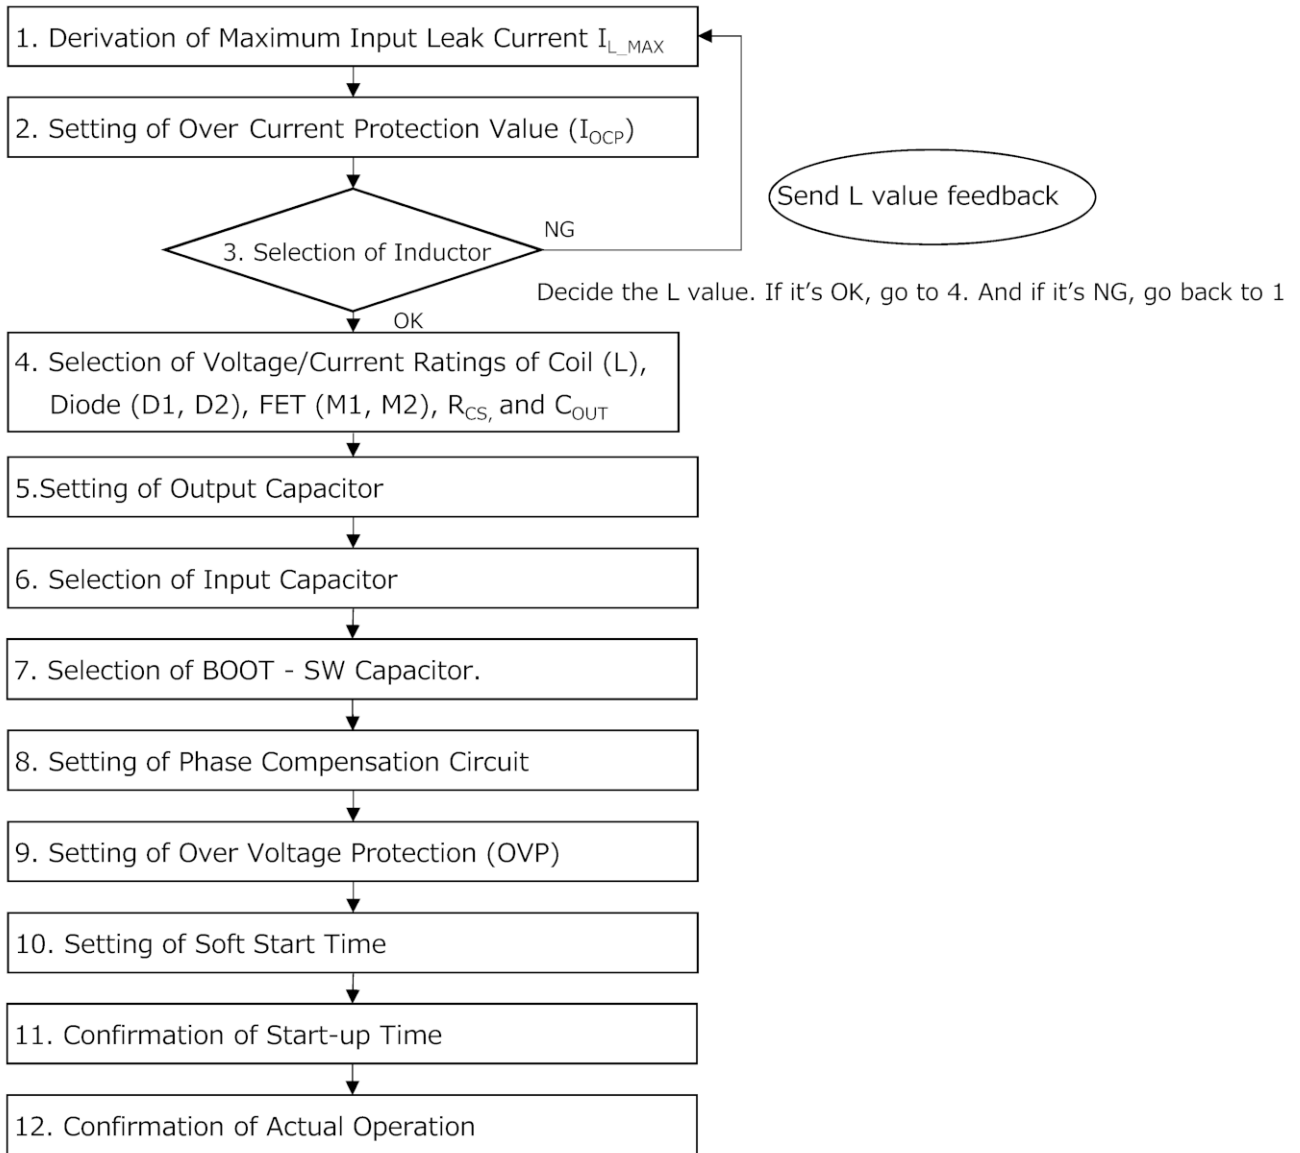 1. Derivation of Maximum Input Leak Current I_L_MAX
2. Setting of Over Current Protection Value (I_OCP)
Send L value feedback
NG
3. Selection of Inductor
Decide the L value. If it's OK, go to 4. And if it's NG, go back to 1
OK
4. Selection of Voltage/Current Ratings of Coil (L),
Diode (D1, D2), FET (M1, M2), R_CS, and C_OUT
5.Setting of Output Capacitor
6. Selection of Input Capacitor
7. Selection of BOOT - SW Capacitor.
8. Setting of Phase Compensation Circuit
9. Setting of Over Voltage Protection (OVP)
10. Setting of Soft Start Time
11. Confirmation of Start-up Time
12. Confirmation of Actual Operation